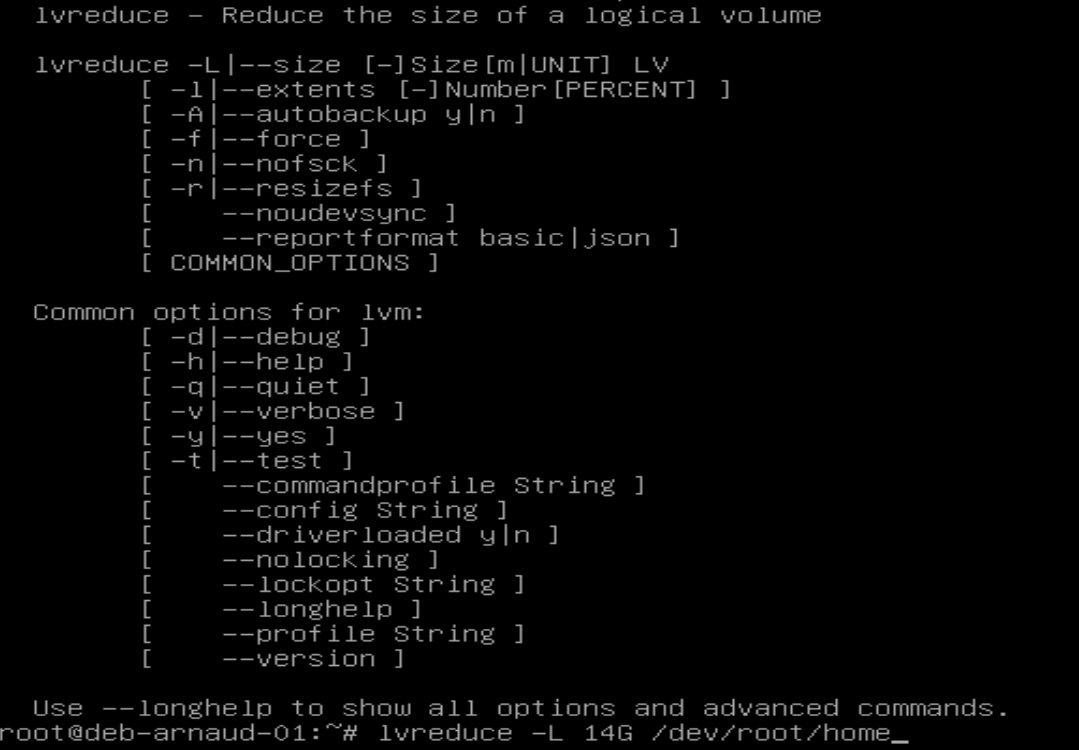 lvreduce - Reduce the size of a logical volume
lvreduce -L|--size [-]Size[m|UNIT] LV
[ -l|--extents [-]Number[PERCENT] ]
[ -A|--autobackup y|n ]
[ -f|--force ]
[ -n|--nofsck ]
[ -r|--resizefs ]
[    --noudevsync ]
[    --reportformat basic|json ]
[ COMMON_OPTIONS ]
Common options for lvm:
[ -d|--debug ]
[ -h|--help ]
[ -q|--quiet ]
[ -v|--verbose ]
[ -y|--yes ]
[ -t|--test ]
[    --commandprofile String ]
[    --config String ]
[    --driverloaded y|n ]
[    --nolocking ]
[    --lockopt String ]
[    --longhelp ]
[    --profile String ]
[    --version ]
Use --longhelp to show all options and advanced commands.
root@deb-arnaud-01:~# lvreduce -L 14G /dev/root/home_